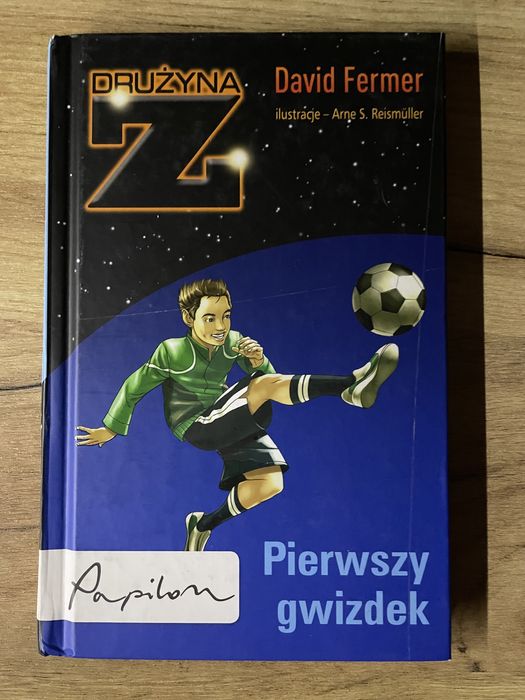 DRUŻYNA
Z
David Fermer
ilustracje – Arne S. Reismüller
Pierwszy
gwizdek
Papilon